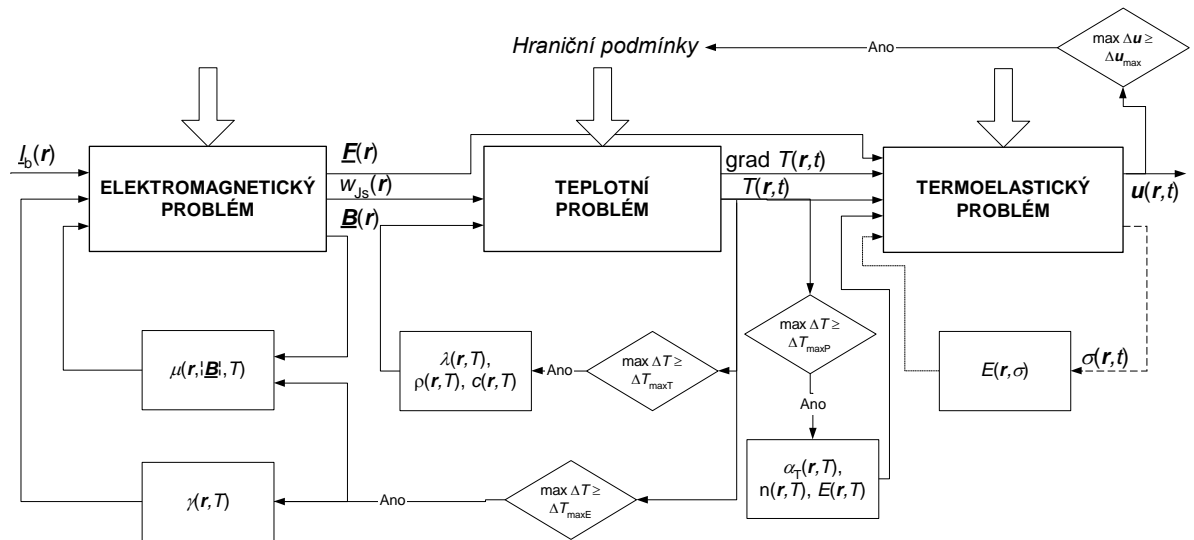 max Δu ≥
Δu_max
Ano
Hraniční podmínky
I_b(r)
ELEKTROMAGNETICKÝ
PROBLÉM
F(r)
w_Js(r)
B(r)
TEPLOTNÍ
PROBLÉM
grad T(r,t)
T(r,t)
TERMOELASTICKÝ
PROBLÉM
u(r,t)
μ(r,¦B¦,T)
λ(r,T),
ρ(r,T), c(r,T)
Ano
max ΔT ≥
ΔT_maxT
max ΔT ≥
ΔT_maxP
Ano
E(r,σ)
σ(r,t)
γ(r,T)
Ano
max ΔT ≥
ΔT_maxE
α_T(r,T),
n(r,T), E(r,T)